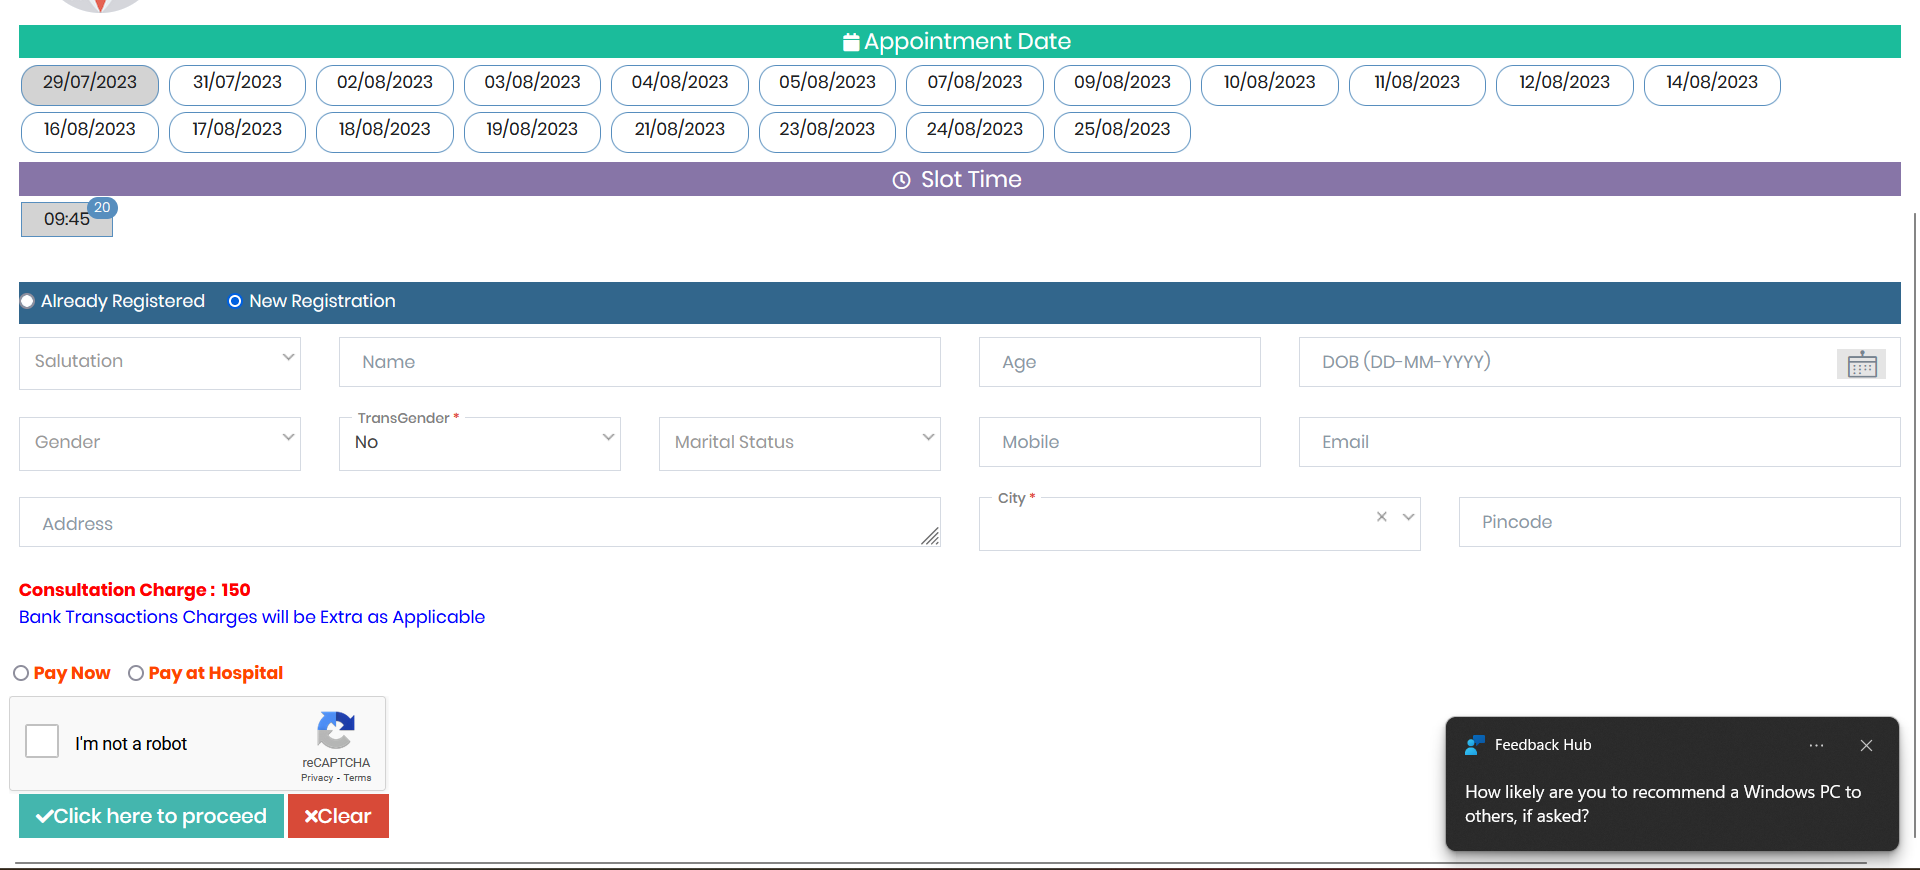 Appointment Date
29/07/2023 31/07/2023 02/08/2023 03/08/2023 04/08/2023 05/08/2023 07/08/2023 09/08/2023 10/08/2023 11/08/2023 12/08/2023 14/08/2023
16/08/2023 17/08/2023 18/08/2023 19/08/2023 21/08/2023 23/08/2023 24/08/2023 25/08/2023
Slot Time
09:45 20
Already Registered New Registration
Salutation Name Age DOB (DD-MM-YYYY)
TransGender *
Gender No Marital Status Mobile Email
City *
Address Pincode
Consultation Charge : 150
Bank Transactions Charges will be Extra as Applicable
Pay Now Pay at Hospital
I'm not a robot
reCAPTCHA
Privacy - Terms
Click here to proceed Clear
Feedback Hub
How likely are you to recommend a Windows PC to
others, if asked?